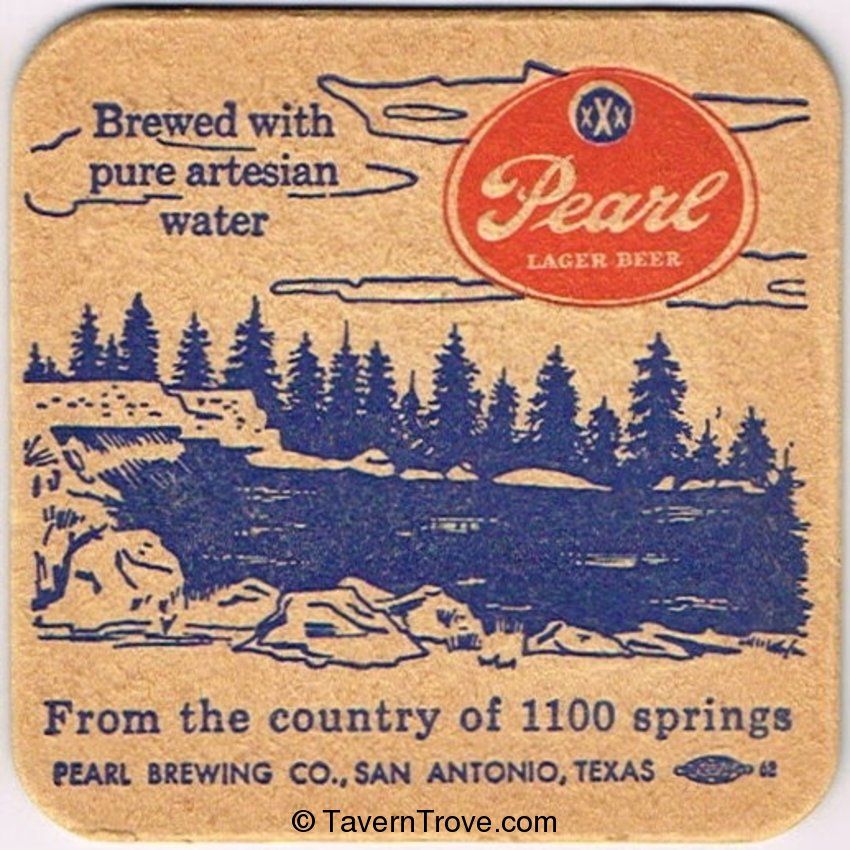 Brewed with
pure artesian
water
XXX
Pearl
LAGER BEER
From the country of 1100 springs
PEARL BREWING CO., SAN ANTONIO, TEXAS 62
© TavernTrove.com